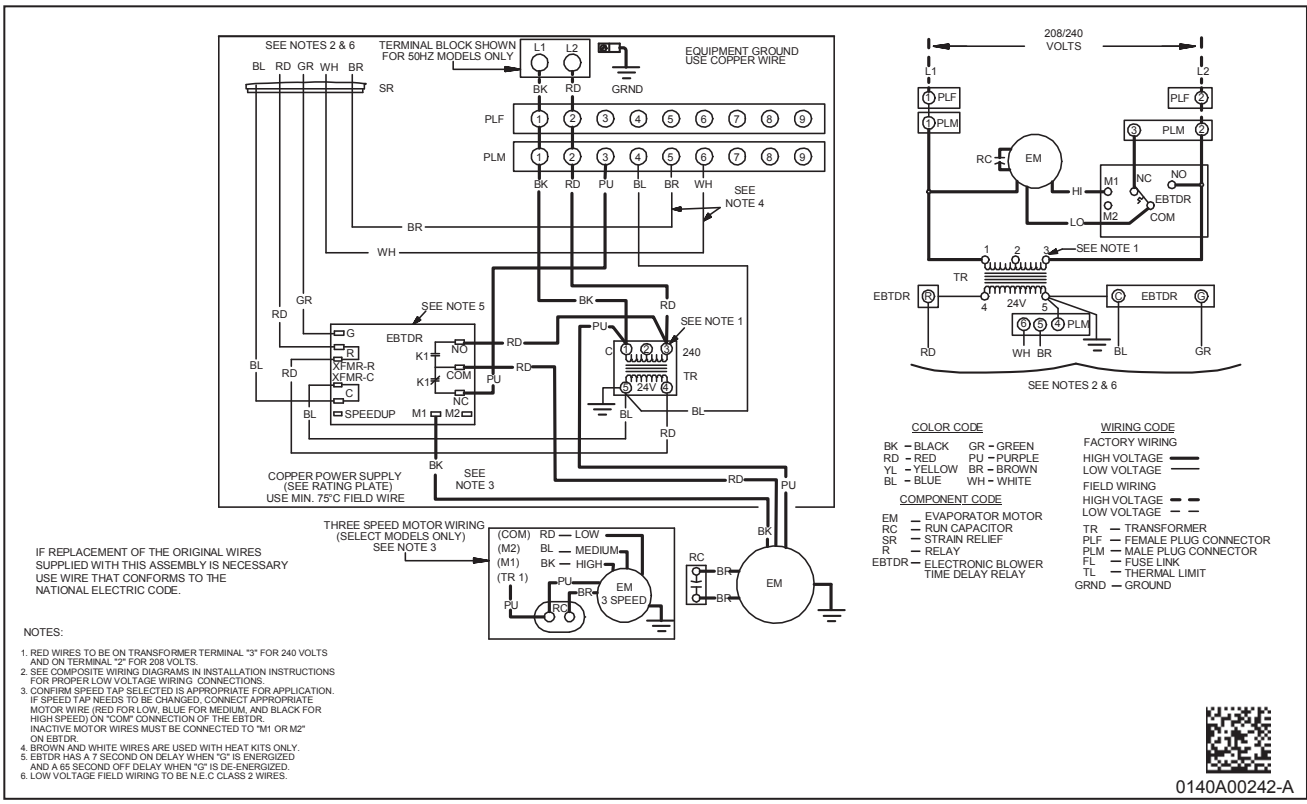 SEE NOTES 2 & 6
BL RD GR WH BR
SR
TERMINAL BLOCK SHOWN
FOR 50HZ MODELS ONLY
L1 L2
BK RD
GRND
EQUIPMENT GROUND
USE COPPER WIRE
PLF 1 2 3 4 5 6 7 8 9
PLM 1 2 3 4 5 6 7 8 9
BK RD PU BL BR WH
SEE
NOTE 4
BR
WH
GR
RD
BK
RD
SEE NOTE 5
PU
SEE NOTE 1
G
EBTDR
NO
RD
R
K1
XFMR-R
XFMR-C
COM
RD
C
K1
NC
PU
SPEEDUP
M1 M2
BL
RD
BL
C 1 2 3 240
TR
5 24V 4
BL
BL
RD
BK
COPPER POWER SUPPLY
(SEE RATING PLATE)
USE MIN. 75°C FIELD WIRE
SEE
NOTE 3
RD
PU
BK
THREE SPEED MOTOR WIRING
(SELECT MODELS ONLY)
SEE NOTE 3
(COM) RD LOW
(M2) BL MEDIUM
(M1) BK HIGH
(TR 1)
PU
PU
BR
RC
EM
3 SPEED
RC
BR
BR
EM
208/240
VOLTS
L1
L2
1 PLF
PLF 2
1 PLM
3 PLM 2
RC
EM
HI
LO
M1
NC
NO
EBTDR
M2
COM
1 2 3
SEE NOTE 1
TR
EBTDR R
4 24V 5
C EBTDR G
6 5 4 PLM
RD
WH BR
BL
GR
SEE NOTES 2 & 6
COLOR CODE
BK – BLACK GR – GREEN
RD – RED PU – PURPLE
YL – YELLOW BR – BROWN
BL – BLUE WH – WHITE
COMPONENT CODE
EM – EVAPORATOR MOTOR
RC – RUN CAPACITOR
SR – STRAIN RELIEF
R – RELAY
EBTDR – ELECTRONIC BLOWER
TIME DELAY RELAY
WIRING CODE
FACTORY WIRING
HIGH VOLTAGE
LOW VOLTAGE
FIELD WIRING
HIGH VOLTAGE
LOW VOLTAGE
TR – TRANSFORMER
PLF – FEMALE PLUG CONNECTOR
PLM – MALE PLUG CONNECTOR
FL – FUSE LINK
TL – THERMAL LIMIT
GRND – GROUND
IF REPLACEMENT OF THE ORIGINAL WIRES
SUPPLIED WITH THIS ASSEMBLY IS NECESSARY
USE WIRE THAT CONFORMS TO THE
NATIONAL ELECTRIC CODE.
NOTES:
1. RED WIRES TO BE ON TRANSFORMER TERMINAL "3" FOR 240 VOLTS
AND ON TERMINAL "2" FOR 208 VOLTS.
2. SEE COMPOSITE WIRING DIAGRAMS IN INSTALLATION INSTRUCTIONS
FOR PROPER LOW VOLTAGE WIRING CONNECTIONS.
3. CONFIRM SPEED TAP SELECTED IS APPROPRIATE FOR APPLICATION.
IF SPEED TAP NEEDS TO BE CHANGED, CONNECT APPROPRIATE
MOTOR WIRE (RED FOR LOW, BLUE FOR MEDIUM, AND BLACK FOR
HIGH SPEED) ON "COM" CONNECTION OF THE EBTDR.
INACTIVE MOTOR WIRES MUST BE CONNECTED TO "M1 OR M2"
ON EBTDR.
4. BROWN AND WHITE WIRES ARE USED WITH HEAT KITS ONLY.
5. EBTDR HAS A 7 SECOND ON DELAY WHEN "G" IS ENERGIZED
AND A 65 SECOND OFF DELAY WHEN "G" IS DE-ENERGIZED.
6. LOW VOLTAGE FIELD WIRING TO BE N.E.C CLASS 2 WIRES.
0140A00242-A